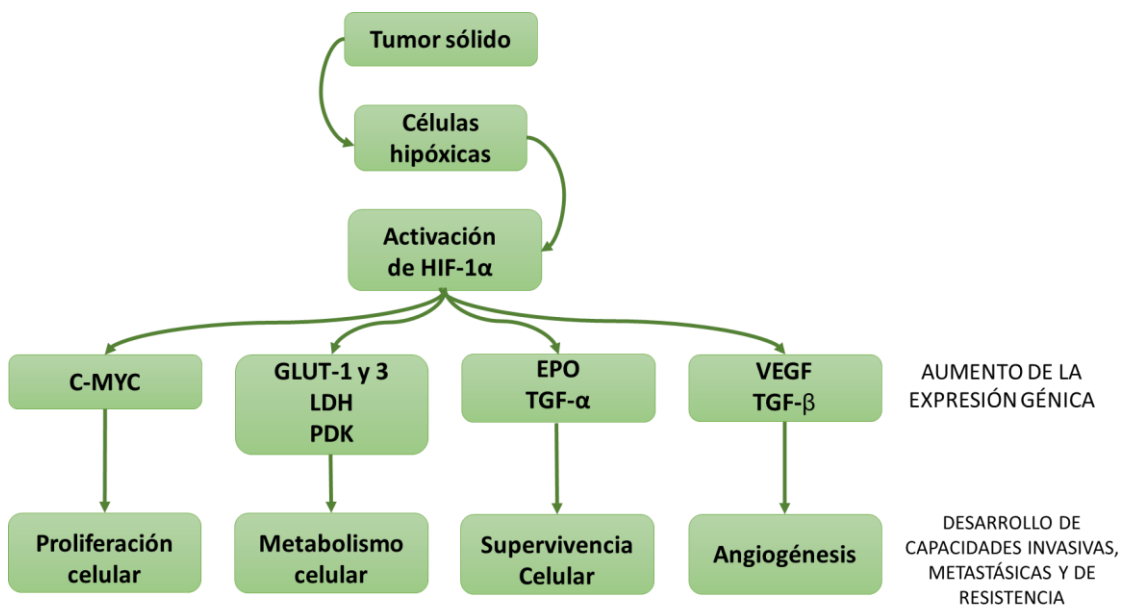 Tumor sólido
Células
hipóxicas
Activación
de HIF-1α
C-MYC
GLUT-1 y 3
LDH
PDK
EPO
TGF-α
VEGF
TGF-β
AUMENTO DE LA
EXPRESIÓN GÉNICA
Proliferación
celular
Metabolismo
celular
Supervivencia
Celular
Angiogénesis
DESARROLLO DE
CAPACIDADES INVASIVAS,
METASTÁSICAS Y DE
RESISTENCIA